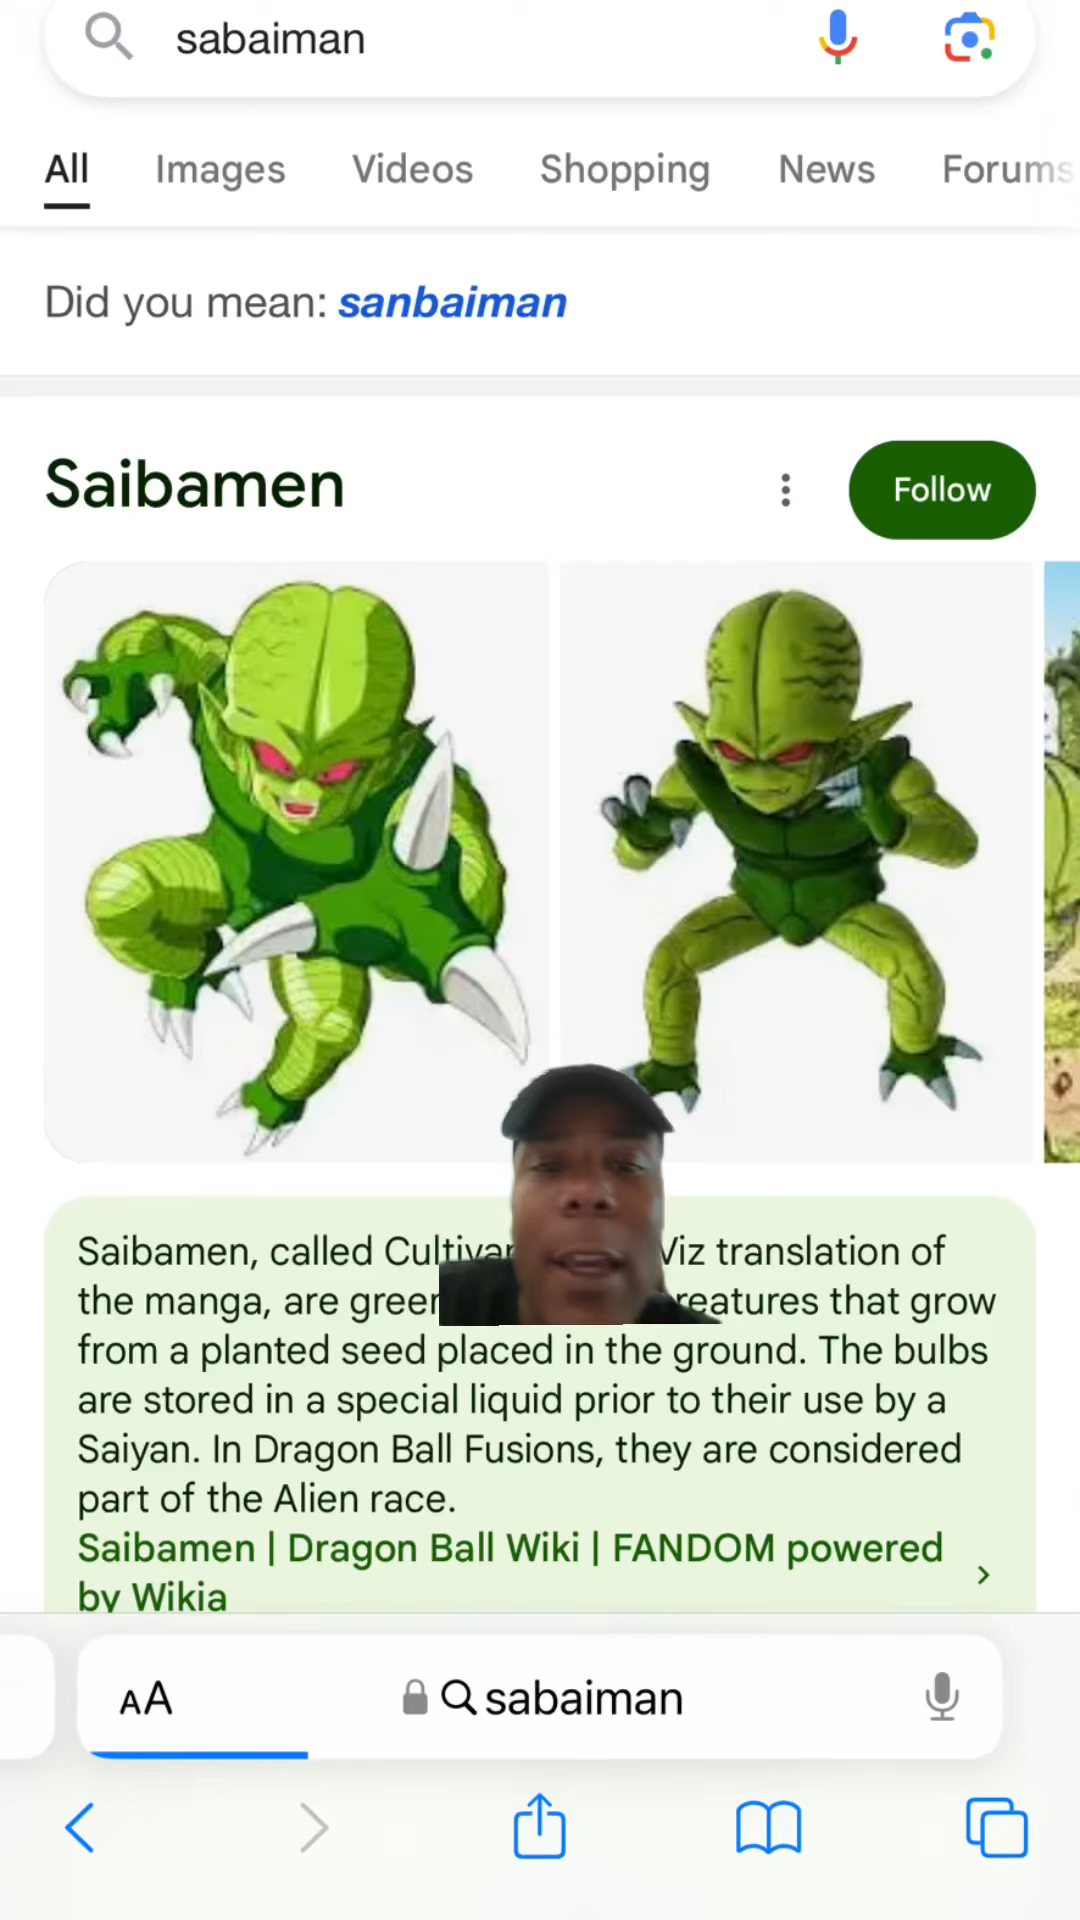 sabaiman
All Images Videos Shopping News Forums
Did you mean: sanbaiman
Saibamen
Follow
Saibamen, called Viz translation of
the manga, are that grow
from a planted seed placed in the ground. The bulbs
are stored in a special liquid prior to their use by a
Saiyan. In Dragon Ball Fusions, they are considered
part of the Alien race.
Saibamen | Dragon Ball Wiki | FANDOM powered
by Wikia
AA sabaiman